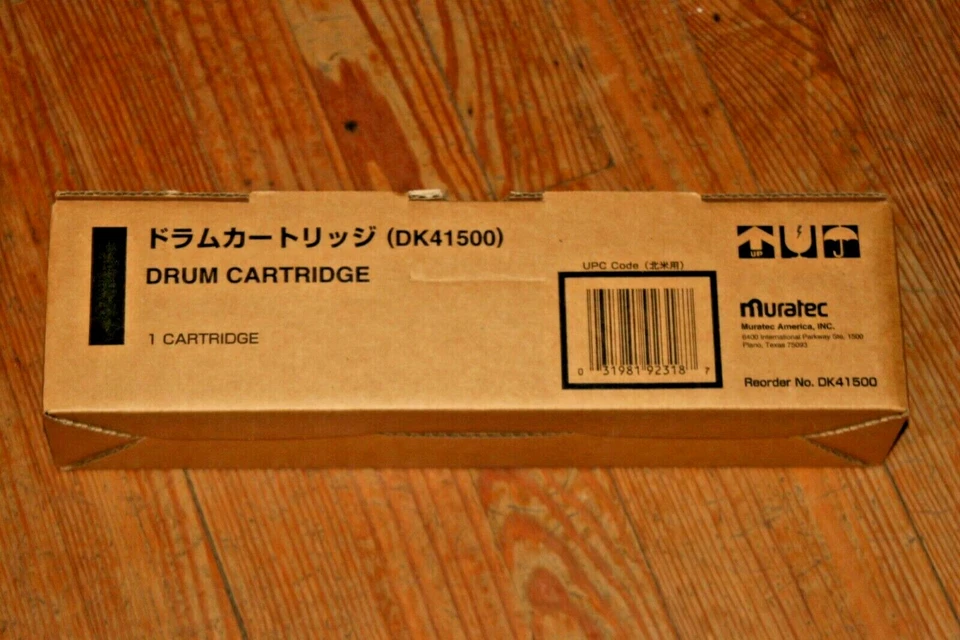 ドラムカートリッジ (DK41500)
DRUM CARTRIDGE
1 CARTRIDGE
UPC Code (北米用)
0 31981 92318 7
UP
muratec
Muratec America, INC.
6400 International Parkway Ste. 1500
Plano, Texas 75093
Reorder No. DK41500